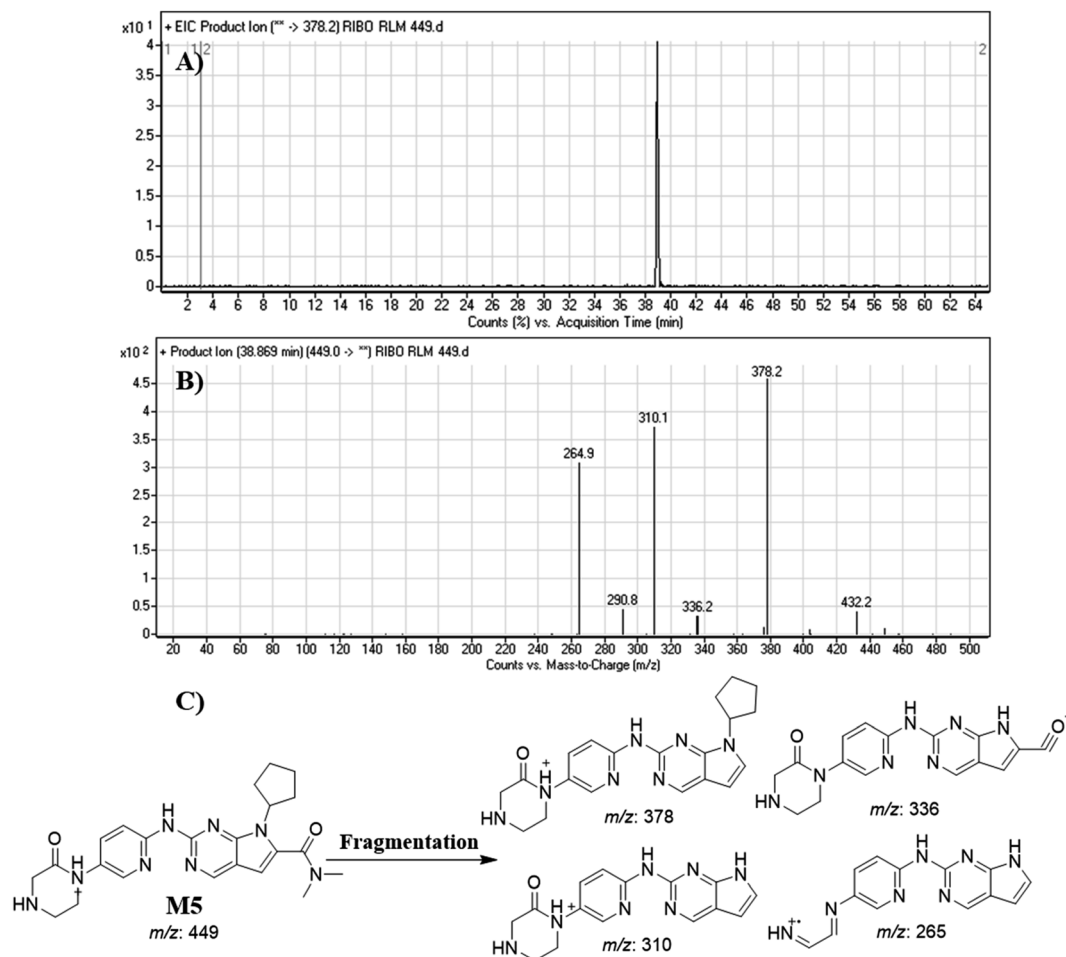 + EIC Product Ion (** -> 378.2) RIBO RLM 449.d
x10 1
1
1 2
2
A)
4
3.5
3
2.5
2
1.5
1
0.5
0
2 4 6 8 10 12 14 16 18 20 22 24 26 28 30 32 34 36 38 40 42 44 46 48 50 52 54 56 58 60 62 64
Counts (%) vs. Acquisition Time (min)
+ Product Ion (38.869 min) (449.0 -> **) RIBO RLM 449.d
x10 2
B)
4.5
4
3.5
3
2.5
2
1.5
1
0.5
0
378.2
310.1
264.9
290.8
336.2
432.2
20 40 60 80 100 120 140 160 180 200 220 240 260 280 300 320 340 360 380 400 420 440 460 480 500
Counts vs. Mass-to-Charge (m/z)
C)
O
HN
H
N
+
N
H
N
N
N
N
O
N
M5
m/z: 449
Fragmentation
O
HN
H
N
+
N
H
N
N
N
N
m/z: 378
O
HN
N
N
H
N
N
N
H
N
O
+
m/z: 336
O
HN
H
N
+
N
H
N
N
N
H
N
m/z: 310
HN
+•
N
N
H
N
N
N
H
N
m/z: 265